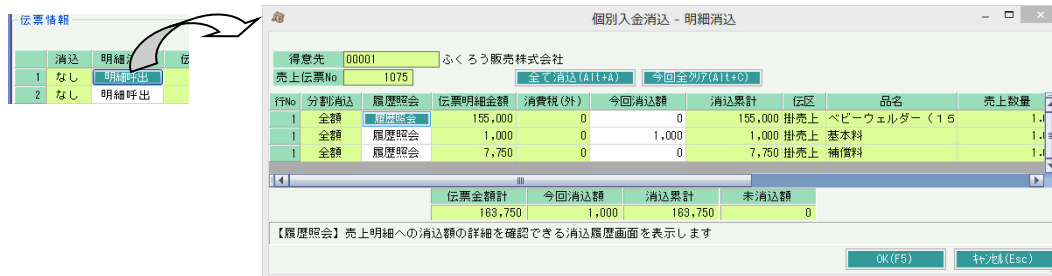 伝票情報
消込 明細 伝
1 なし 明細呼出
2 なし 明細呼出
個別入金消込 - 明細消込
得意先 00001 ふくろう販売株式会社
売上伝票No 1075 全て消込(Alt+A) 今回全クリア(Alt+C)
行No 分割消込 履歴照会 伝票明細金額 消費税(外) 今回消込額 消込累計 伝区 品名 売上数量
1 全額 履歴照会 155,000 0 0 155,000 掛売上 ベビーウェルダー（１５ 1.
1 全額 履歴照会 1,000 0 1,000 1,000 掛売上 基本料 1.
1 全額 履歴照会 7,750 0 0 7,750 掛売上 補償料 1.
伝票金額計 今回消込額 消込累計 未消込額
163,750 1,000 163,750 0
【履歴照会】売上明細への消込額の詳細を確認できる消込履歴画面を表示します
OK(F5) キャンセル(Esc)